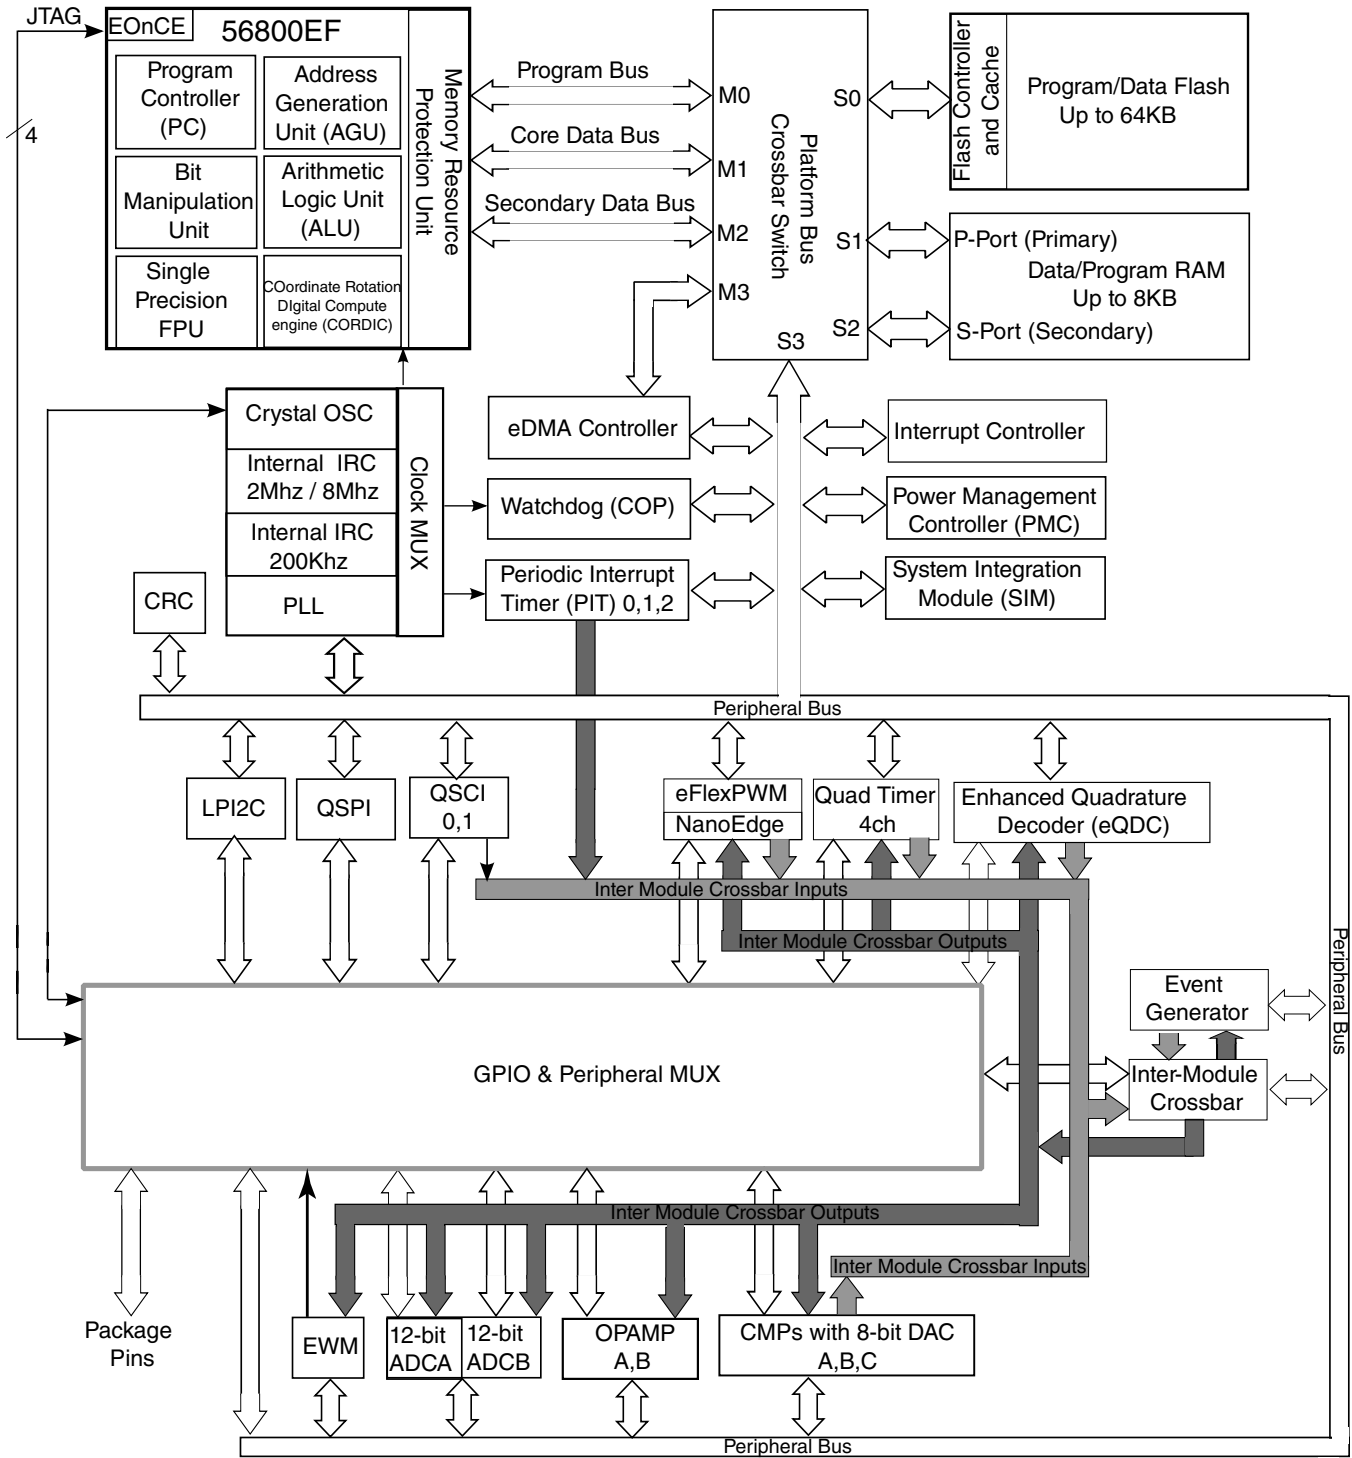 JTAG
4
EOnCE
56800EF
Program
Controller
(PC)
Address
Generation
Unit (AGU)
Bit
Manipulation
Unit
Arithmetic
Logic Unit
(ALU)
Single
Precision
FPU
COordinate Rotation
DIgital Compute
engine (CORDIC)
Memory Resource
Protection Unit
Program Bus
Core Data Bus
Secondary Data Bus
M0
M1
M2
M3
Platform Bus
Crossbar Switch
S0
S1
S2
S3
Flash Controller
and Cache
Program/Data Flash
Up to 64KB
P-Port (Primary)
Data/Program RAM
Up to 8KB
S-Port (Secondary)
Crystal OSC
Internal IRC
2Mhz / 8Mhz
Internal IRC
200Khz
PLL
Clock MUX
eDMA Controller
Watchdog (COP)
Periodic Interrupt
Timer (PIT) 0,1,2
Interrupt Controller
Power Management
Controller (PMC)
System Integration
Module (SIM)
CRC
Peripheral Bus
LPI2C
QSPI
QSCI
0,1
eFlexPWM
NanoEdge
Quad Timer
4ch
Enhanced Quadrature
Decoder (eQDC)
Inter Module Crossbar Inputs
Inter Module Crossbar Outputs
Peripheral Bus
Event
Generator
Inter-Module
Crossbar
GPIO & Peripheral MUX
Inter Module Crossbar Outputs
Inter Module Crossbar Inputs
Package
Pins
EWM
12-bit
ADCA
12-bit
ADCB
OPAMP
A,B
CMPs with 8-bit DAC
A,B,C
Peripheral Bus